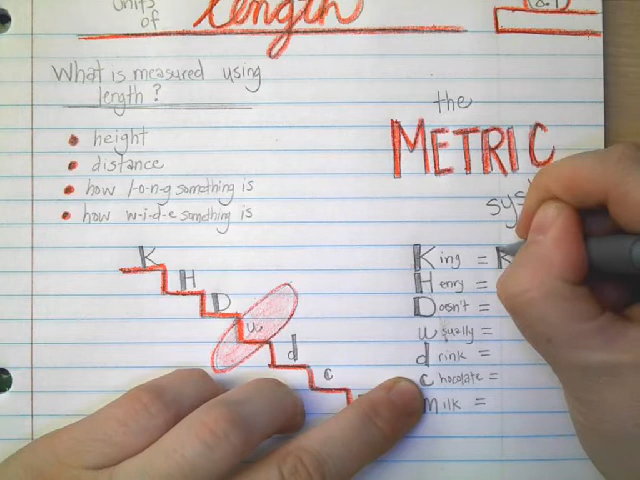 units
of
length
What is measured using
length?
height
distance
how l-o-n-g something is
how w-i-d-e somthing is
the
METRIC
sys
K
H
D
u
d
c
King = K
Henry =
Doesn't =
usually =
drink =
chocolate =
milk =